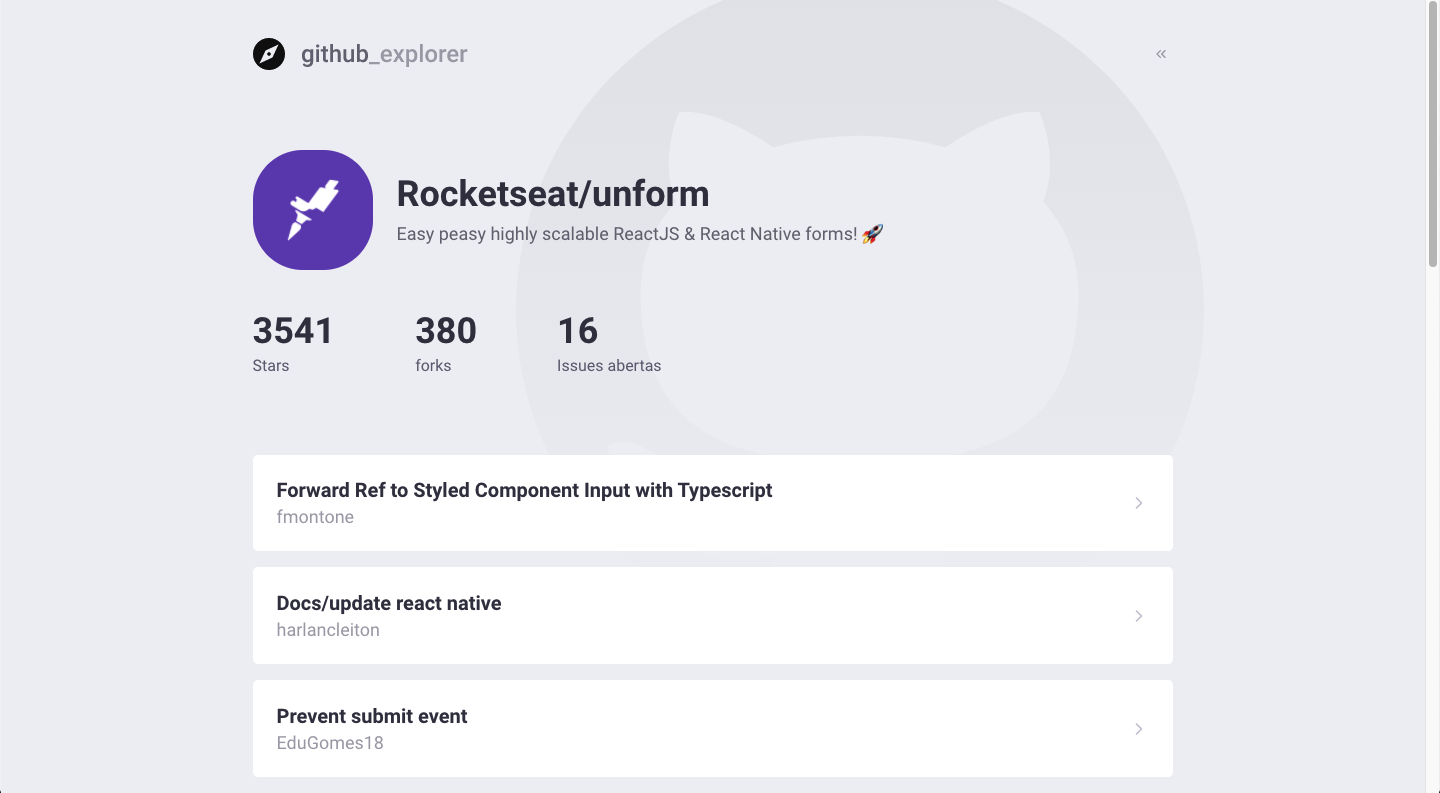 github_explorer
«
Rocketseat/unform
Easy peasy highly scalable ReactJS & React Native forms! 🚀
3541 380 16
Stars forks Issues abertas
Forward Ref to Styled Component Input with Typescript
fmontone
Docs/update react native
harlancleiton
Prevent submit event
EduGomes18